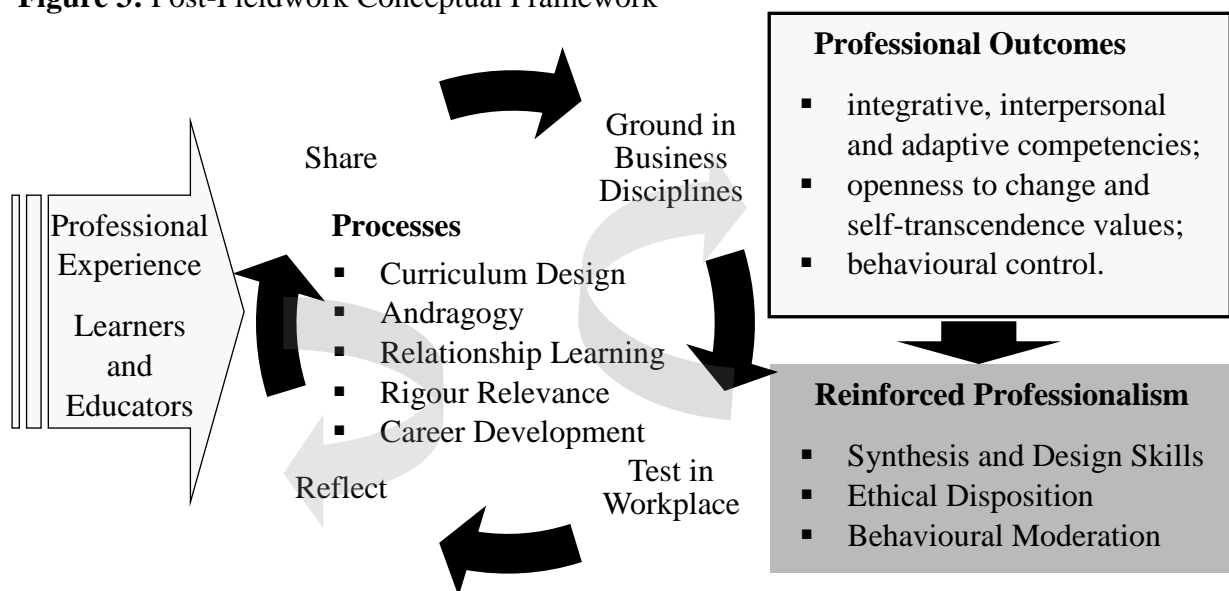 Figure 3: Post-Fieldwork Conceptual Framework
Professional
Experience
Learners
and
Educators
Share
Ground in
Business
Disciplines
Processes
▪ Curriculum Design
▪ Andragogy
▪ Relationship Learning
▪ Rigour Relevance
▪ Career Development
Reflect
Test in
Workplace
Professional Outcomes
▪ integrative, interpersonal
and adaptive competencies;
▪ openness to change and
self-transcendence values;
▪ behavioural control.
Reinforced Professionalism
▪ Synthesis and Design Skills
▪ Ethical Disposition
▪ Behavioural Moderation